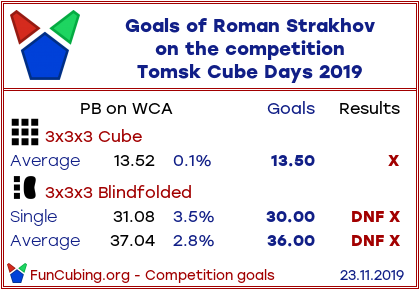 Goals of Roman Strakhov
on the competition
Tomsk Cube Days 2019
PB on WCA Goals Results
3x3x3 Cube
Average 13.52 0.1% 13.50 X
3x3x3 Blindfolded
Single 31.08 3.5% 30.00 DNF X
Average 37.04 2.8% 36.00 DNF X
FunCubing.org - Competition goals 23.11.2019